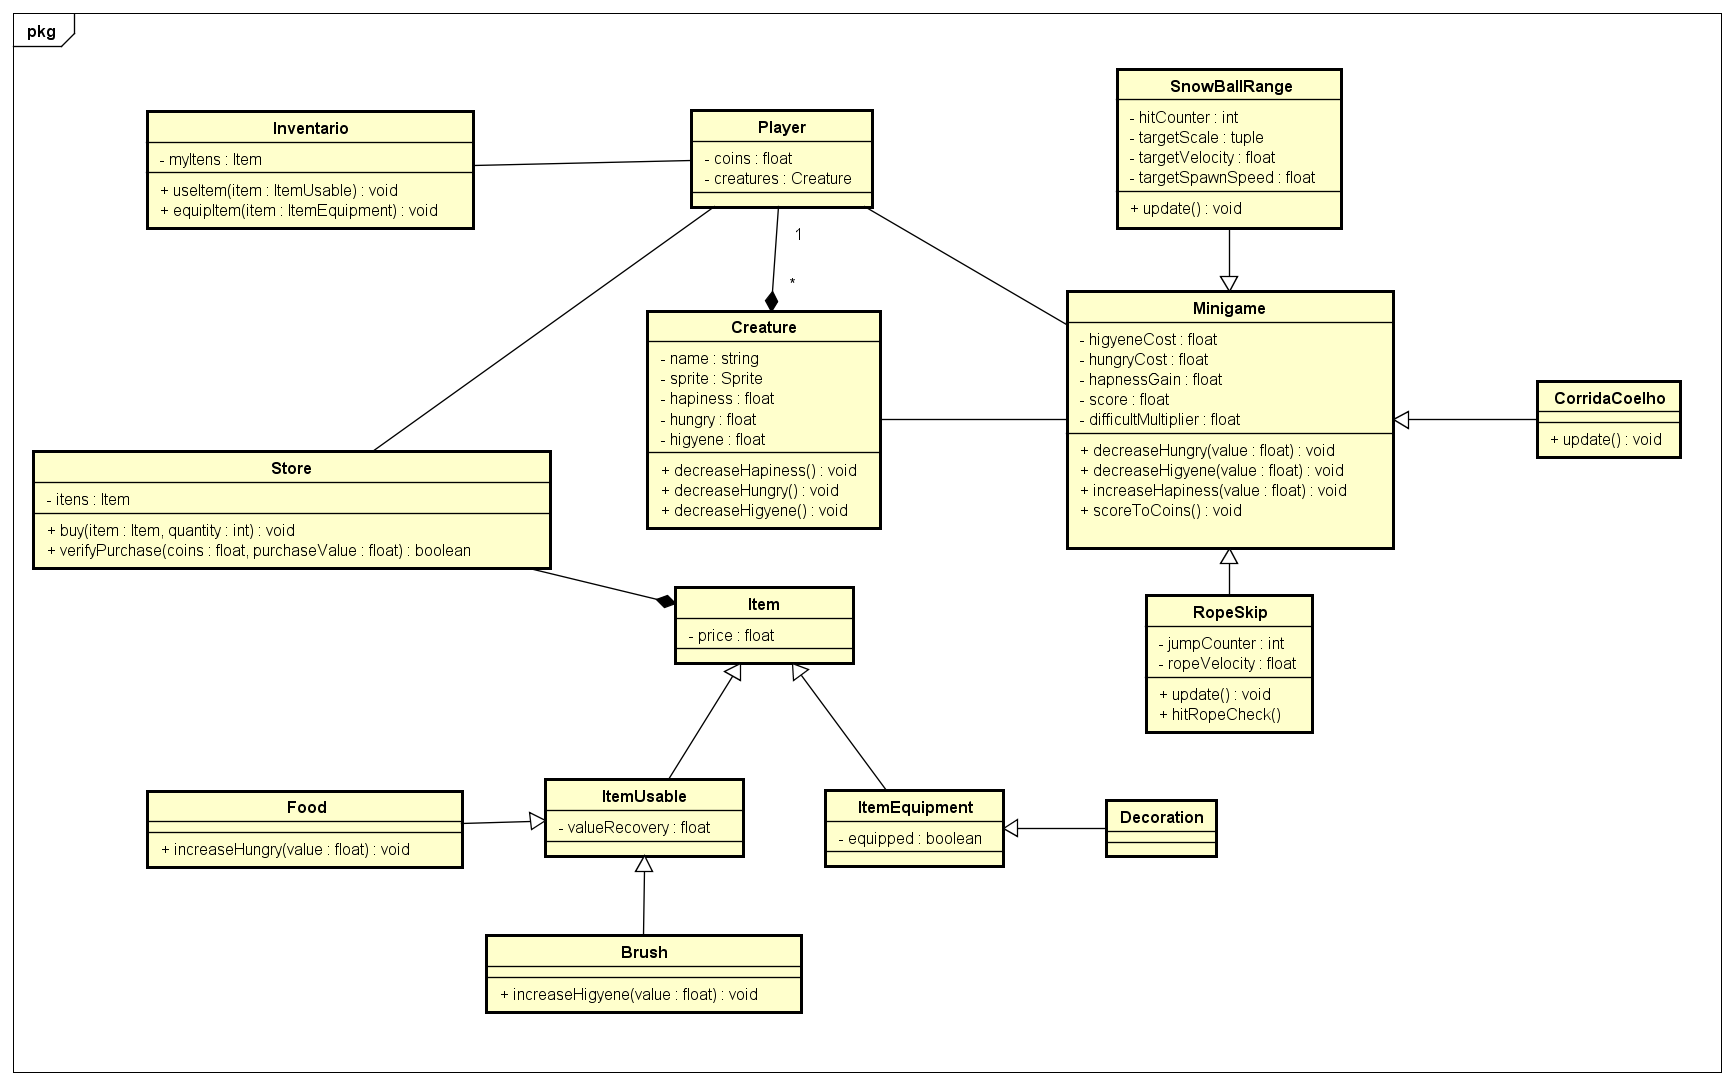 pkg
Inventario
- myItens : Item
+ useItem(item : ItemUsable) : void
+ equipItem(item : ItemEquipment) : void
Player
- coins : float
- creatures : Creature
1
*
SnowBallRange
- hitCounter : int
- targetScale : tuple
- targetVelocity : float
- targetSpawnSpeed : float
+ update() : void
Creature
- name : string
- sprite : Sprite
- hapiness : float
- hungry : float
- higyene : float
+ decreaseHapiness() : void
+ decreaseHungry() : void
+ decreaseHigyene() : void
Minigame
- higyeneCost : float
- hungryCost : float
- hapnessGain : float
- score : float
- difficultMultiplier : float
+ decreaseHungry(value : float) : void
+ decreaseHigyene(value : float) : void
+ increaseHapiness(value : float) : void
+ scoreToCoins() : void
CorridaCoelho
+ update() : void
Store
- itens : Item
+ buy(item : Item, quantity : int) : void
+ verifyPurchase(coins : float, purchaseValue : float) : boolean
Item
- price : float
RopeSkip
- jumpCounter : int
- ropeVelocity : float
+ update() : void
+ hitRopeCheck()
Food
+ increaseHungry(value : float) : void
ItemUsable
- valueRecovery : float
ItemEquipment
- equipped : boolean
Decoration
Brush
+ increaseHigyene(value : float) : void